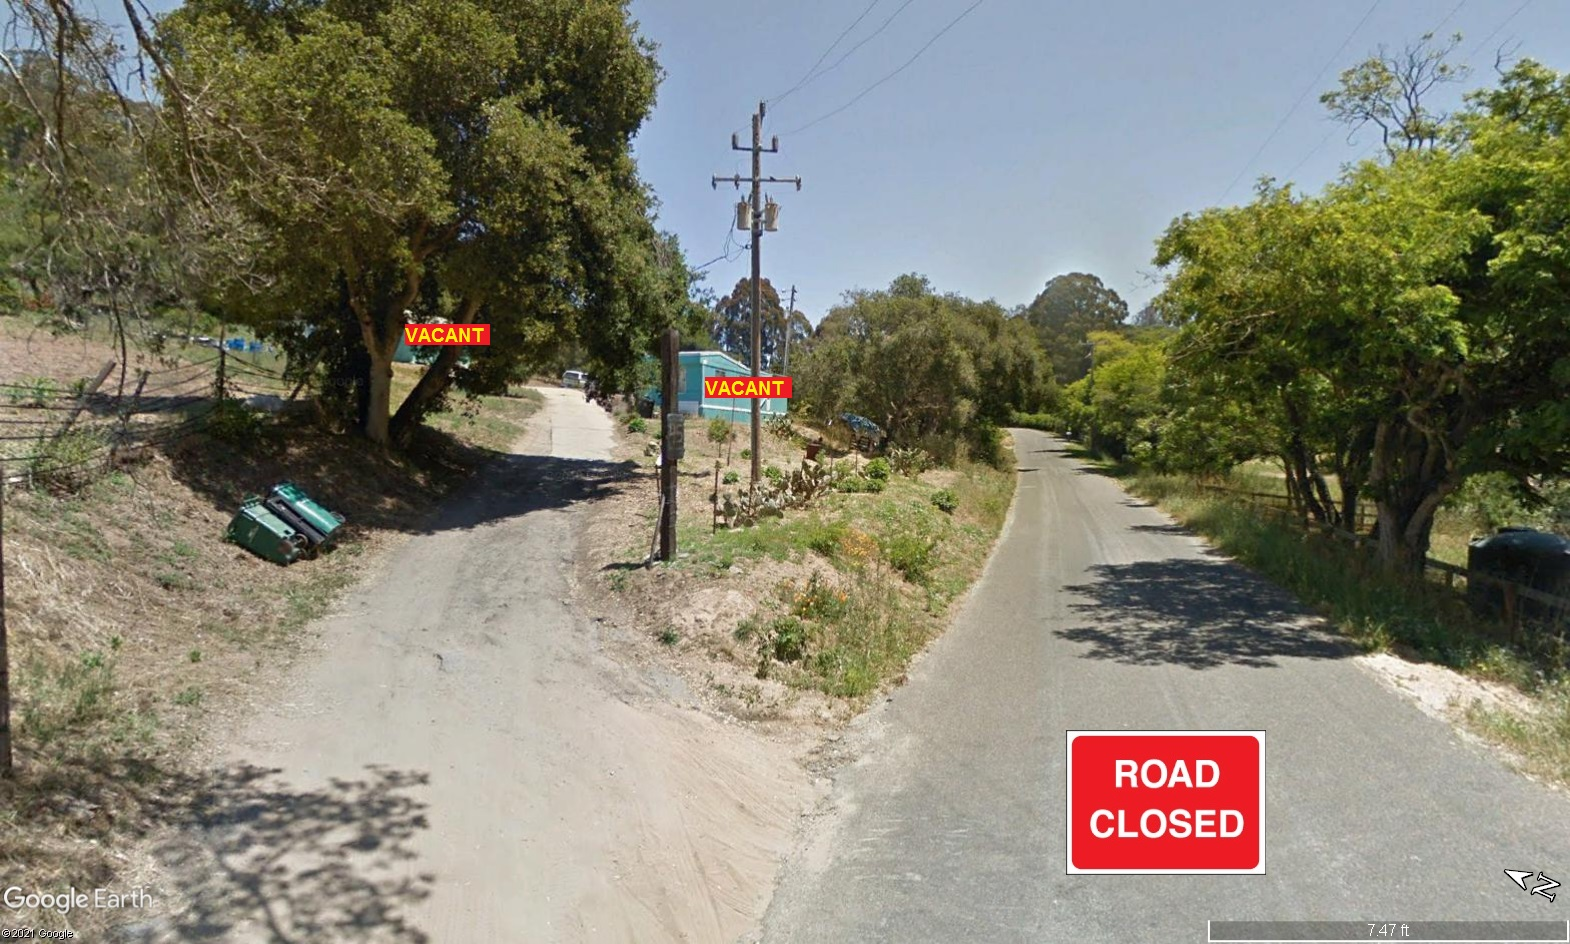 VACANT
VACANT
ROAD
CLOSED
Google Earth
©2021 Google
N
7.47 ft